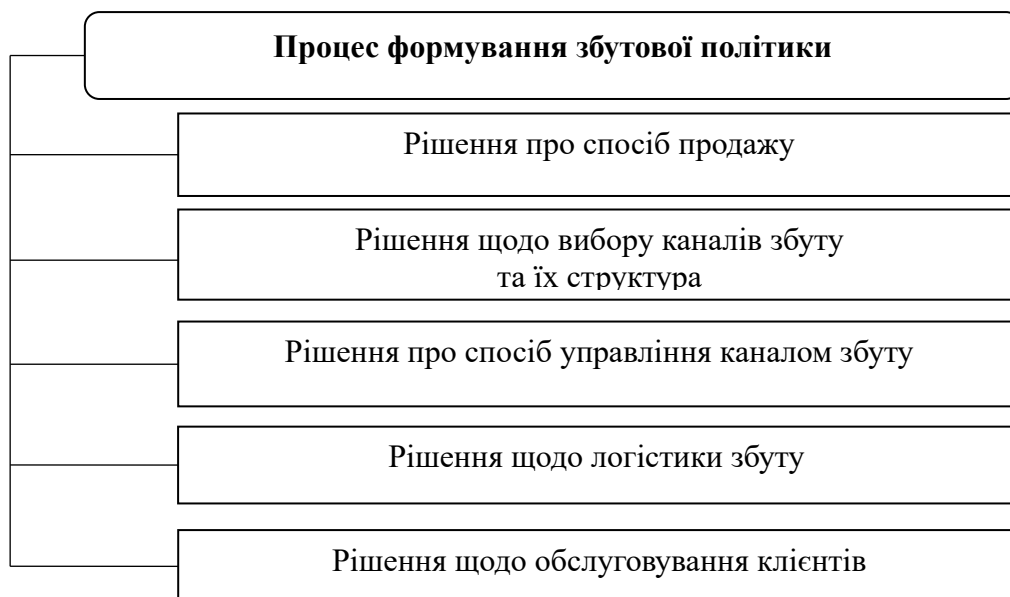 Процес формування збутової політики
Рішення про спосіб продажу
Рішення щодо вибору каналів збуту
та їх структура
Рішення про спосіб управління каналом збуту
Рішення щодо логістики збуту
Рішення щодо обслуговування клієнтів